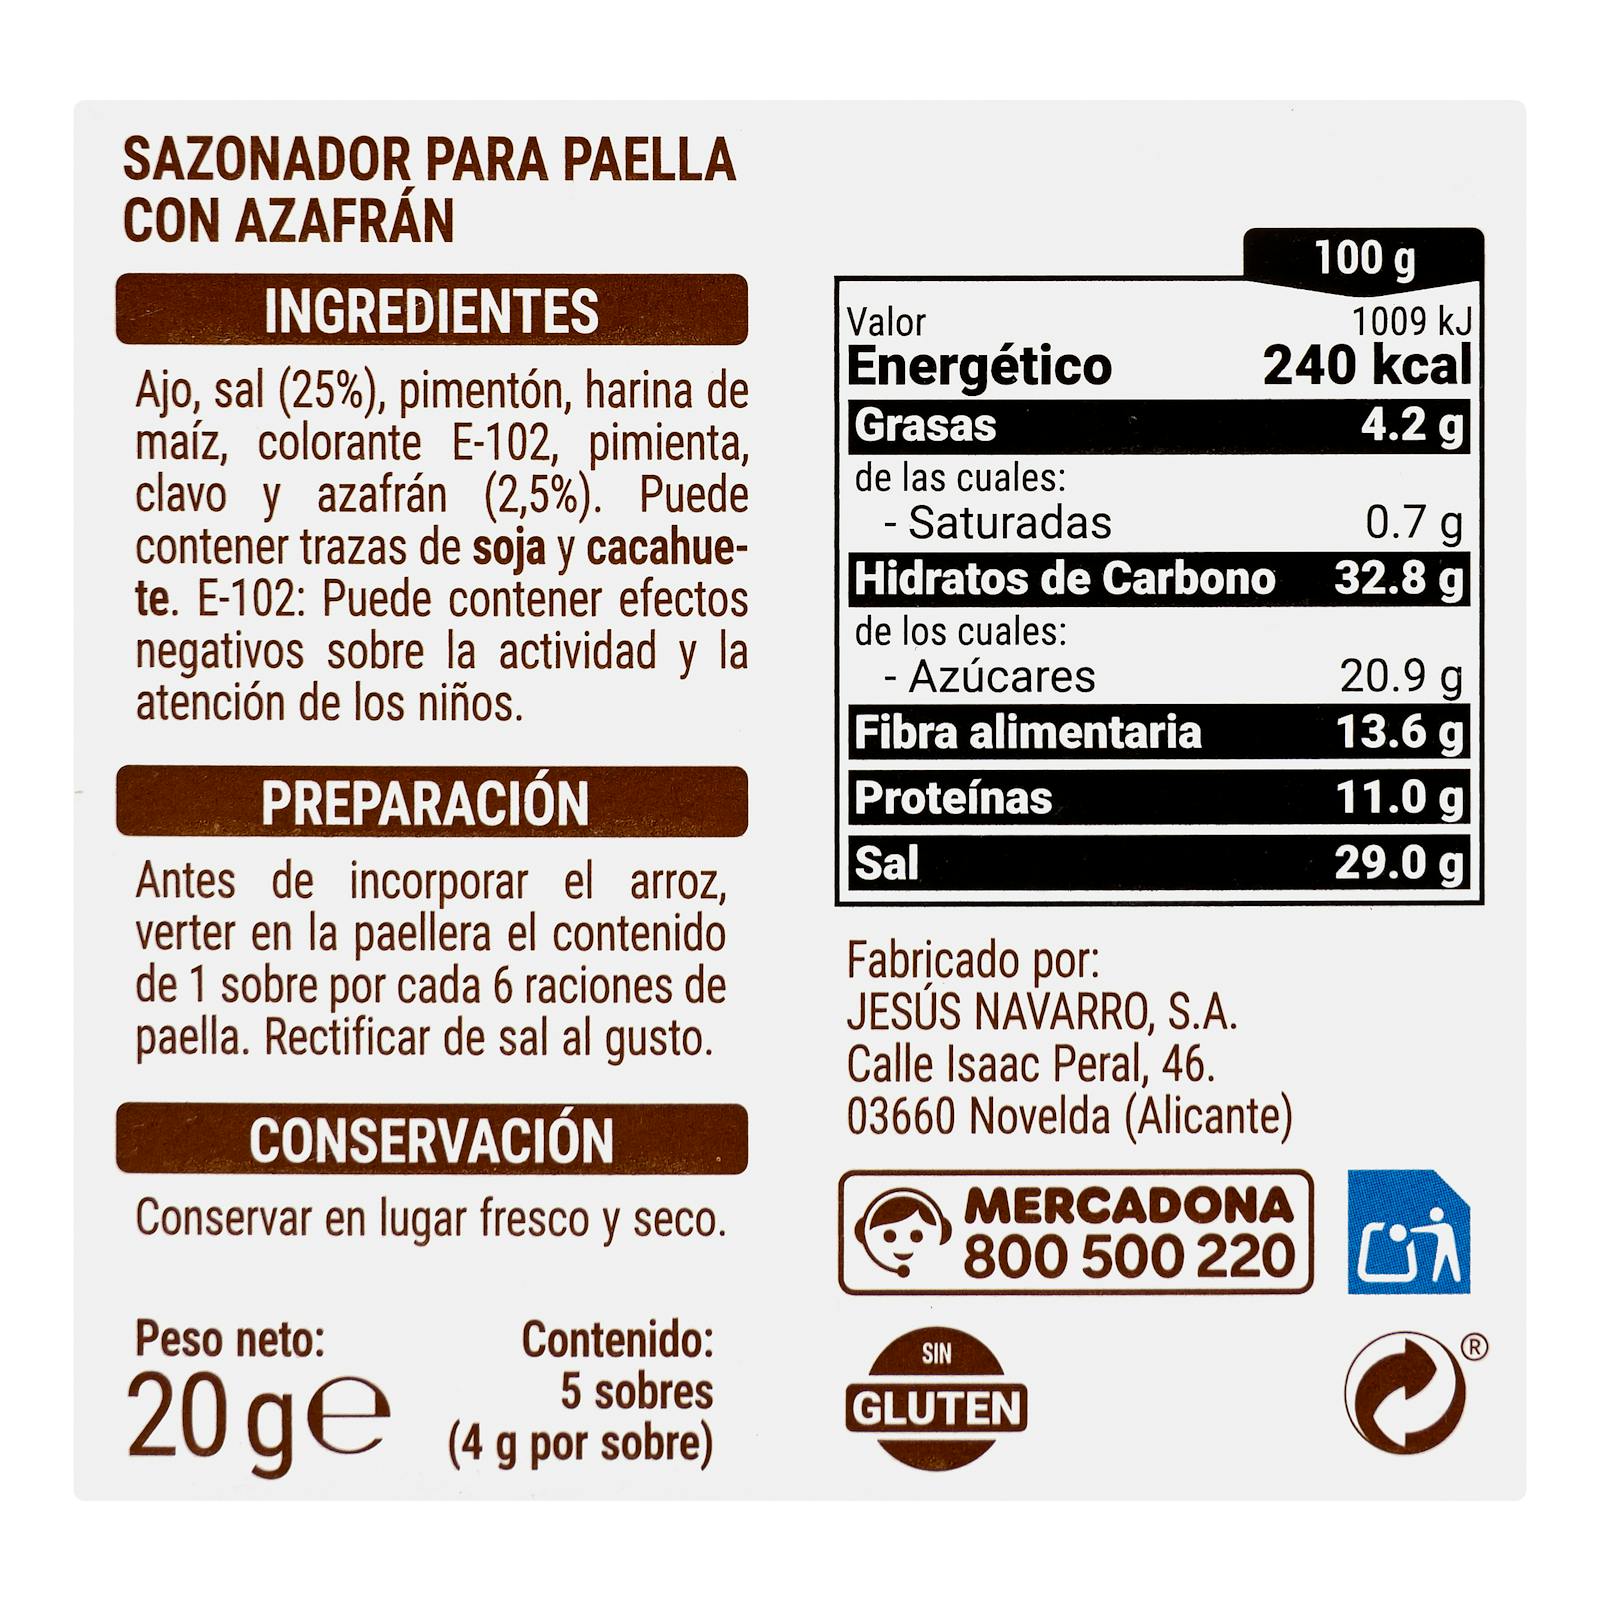 SAZONADOR PARA PAELLA
CON AZAFRÁN
INGREDIENTES
Ajo, sal (25%), pimentón, harina de
maíz, colorante E-102, pimienta,
clavo y azafrán (2,5%). Puede
contener trazas de soja y cacahue-
te. E-102: Puede contener efectos
negativos sobre la actividad y la
atención de los niños.
PREPARACIÓN
Antes de incorporar el arroz,
verter en la paellera el contenido
de 1 sobre por cada 6 raciones de
paella. Rectificar de sal al gusto.
CONSERVACIÓN
Conservar en lugar fresco y seco.
Peso neto:
20 g e
Contenido:
5 sobres
(4 g por sobre)
100 g
Valor 1009 kJ
Energético 240 kcal
Grasas 4.2 g
de las cuales:
- Saturadas 0.7 g
Hidratos de Carbono 32.8 g
de los cuales:
- Azúcares 20.9 g
Fibra alimentaria 13.6 g
Proteínas 11.0 g
Sal 29.0 g
Fabricado por:
JESÚS NAVARRO, S.A.
Calle Isaac Peral, 46.
03660 Novelda (Alicante)
MERCADONA
800 500 220
SIN
GLUTEN
®